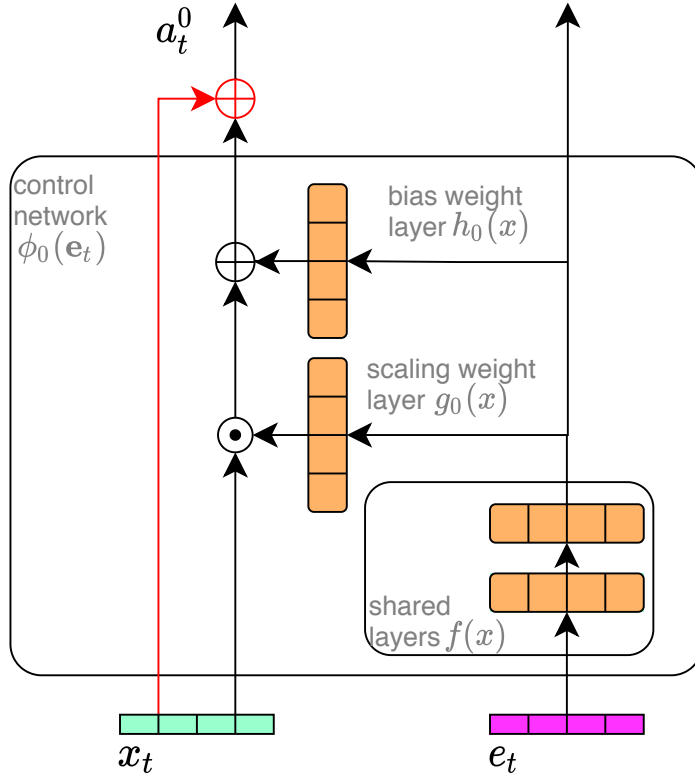 a_t^0
control
network
ϕ_0(𝐞_t)
bias weight
layer h_0(x)
scaling weight
layer g_0(x)
shared
layers f(x)
x_t
e_t